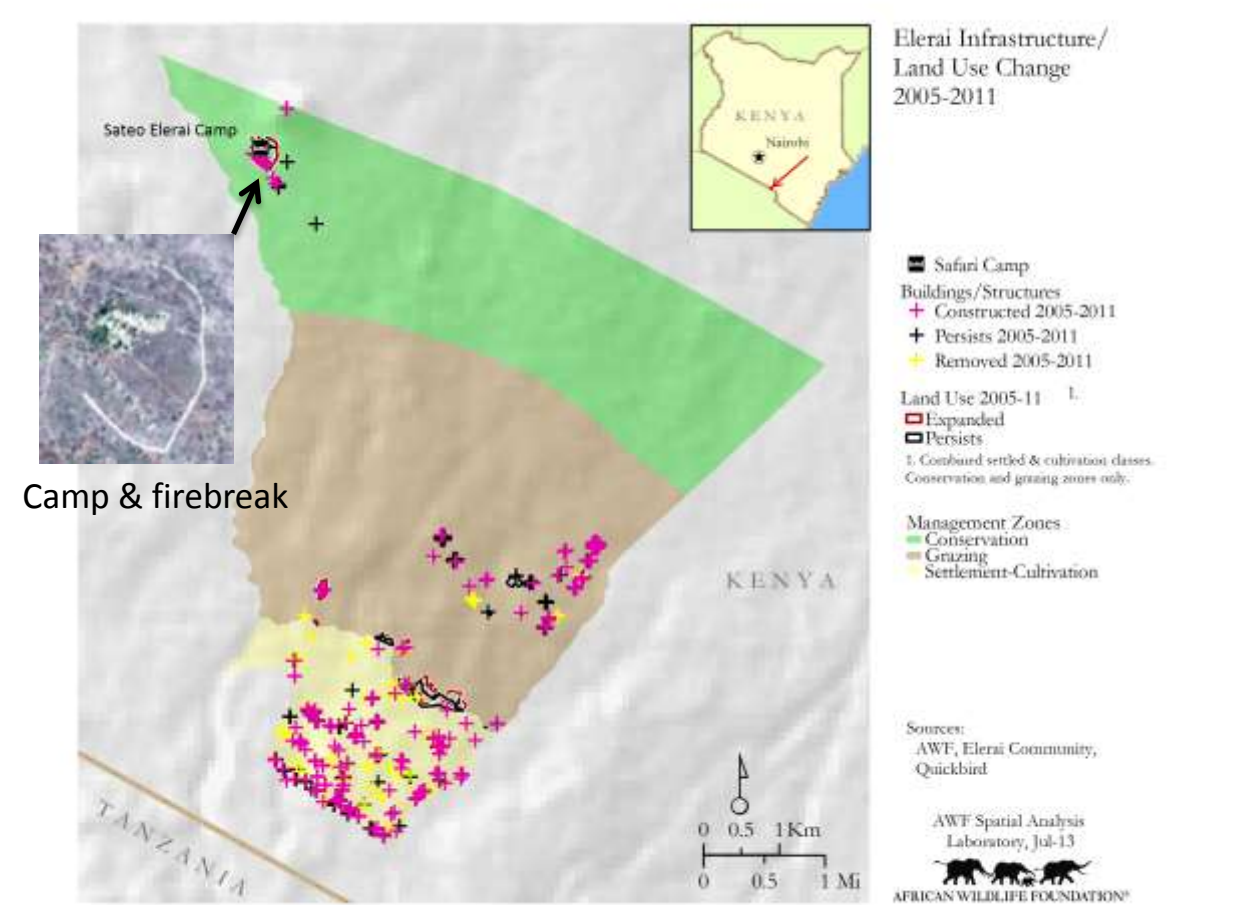 Elerai Infrastructure/
Land Use Change
2005-2011
KENYA
Nairobi
Sateo Elerai Camp
Camp & firebreak
Safari Camp
Buildings/Structures
Constructed 2005-2011
Persists 2005-2011
Removed 2005-2011
Land Use 2005-11 1.
Expanded
Persists
1. Combined settled & cultivation classes.
Conservation and grazing zones only.
Management Zones
Conservation
Grazing
Settlement-Cultivation
KENYA
TANZANIA
0 0.5 1 Km
0 0.5 1 Mi
Sources:
AWF, Elerai Community,
Quickbird
AWF Spatial Analysis
Laboratory, Jul-13
AFRICAN WILDLIFE FOUNDATION®